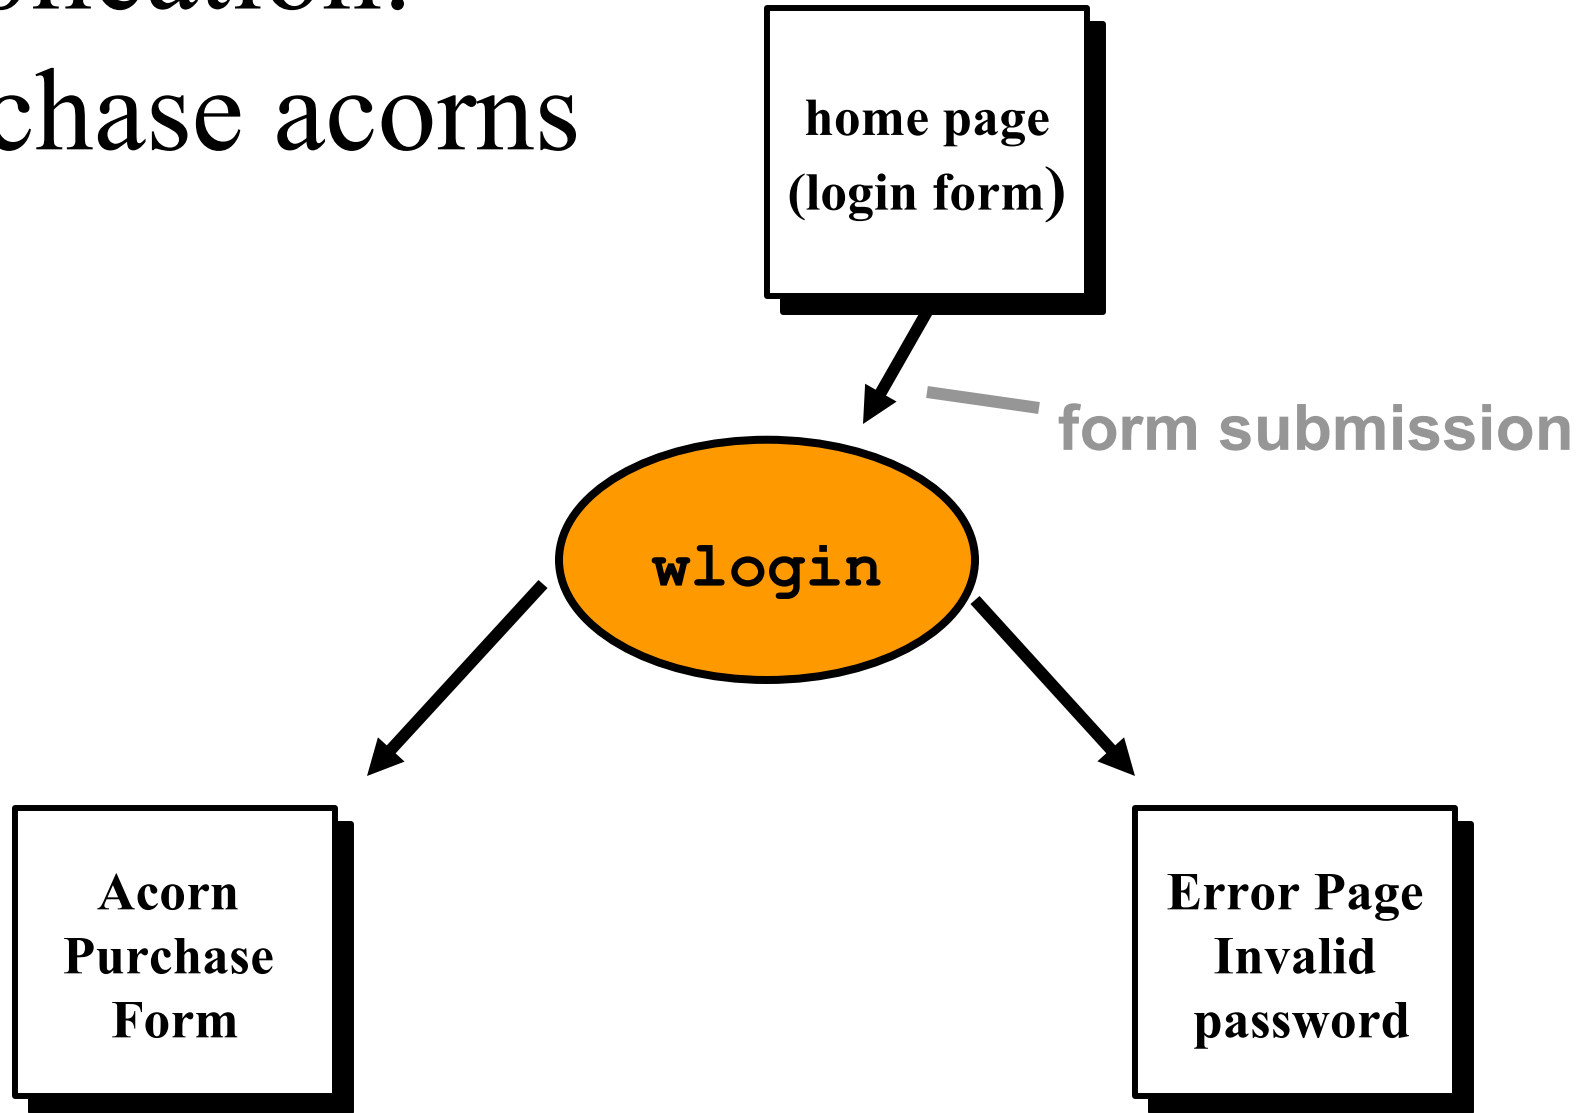 chase acorns
home page
(login form)
form submission
wlogin
Acorn
Purchase
Form
Error Page
Invalid
password